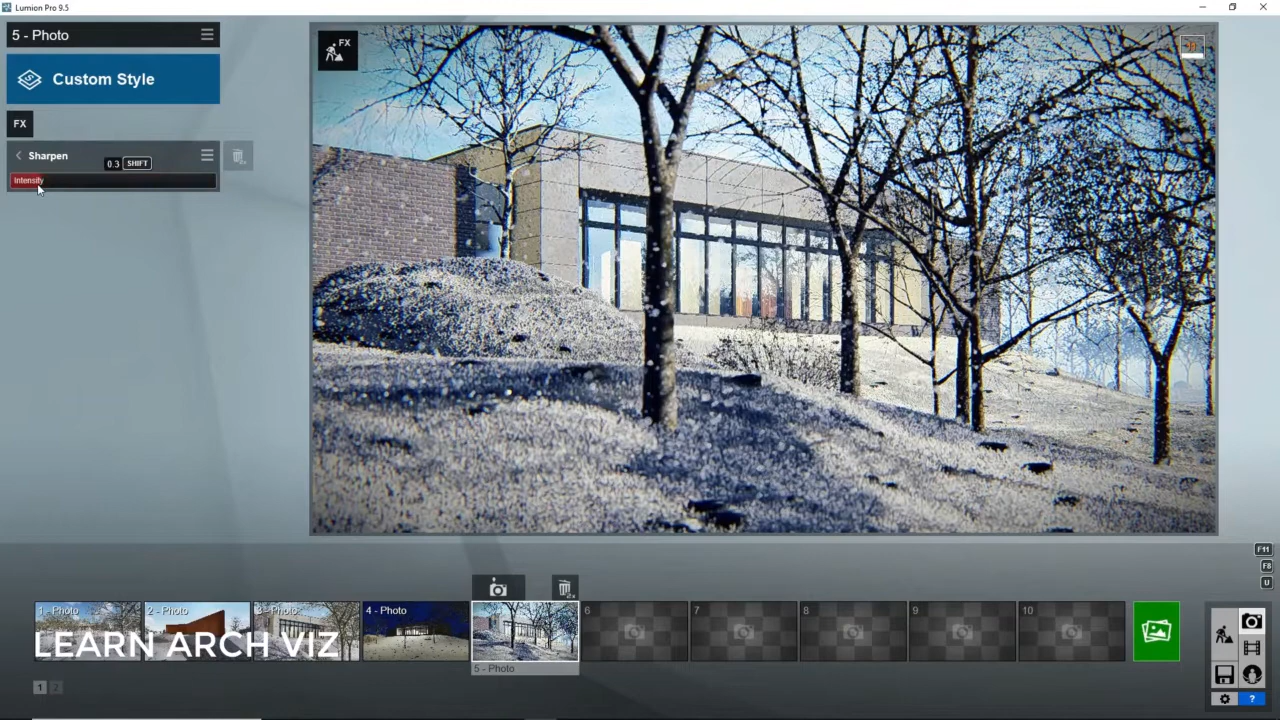 Lumion Pro 9.5
5 - Photo
Custom Style
FX
FX
Sharpen
0.3 SHIFT
Intensity
F11
F8
U
1 - Photo
2 - Photo
3 - Photo
4 - Photo
6
7
8
9
10
LEARN ARCH VIZ
5 - Photo
1
2
?